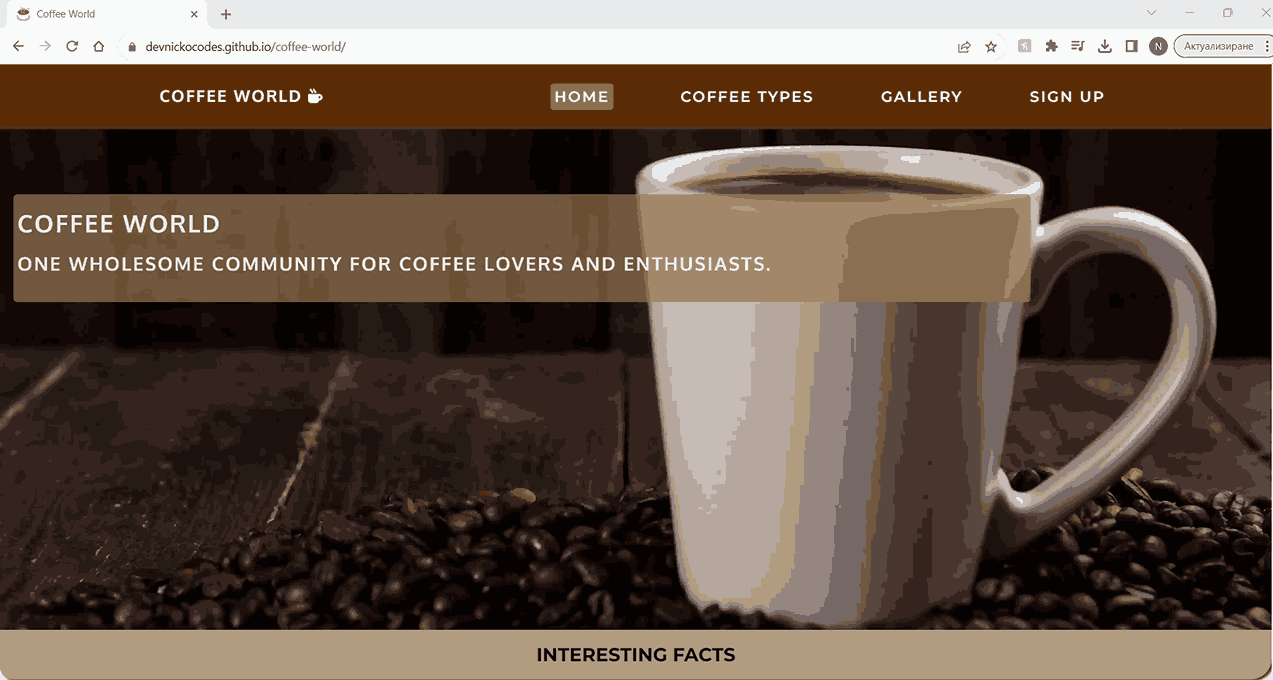 Coffee World
devnickocodes.github.io/coffee-world/
N
Актуализиране
COFFEE WORLD
HOME
COFFEE TYPES
GALLERY
SIGN UP
COFFEE WORLD
ONE WHOLESOME COMMUNITY FOR COFFEE LOVERS AND ENTHUSIASTS.
INTERESTING FACTS